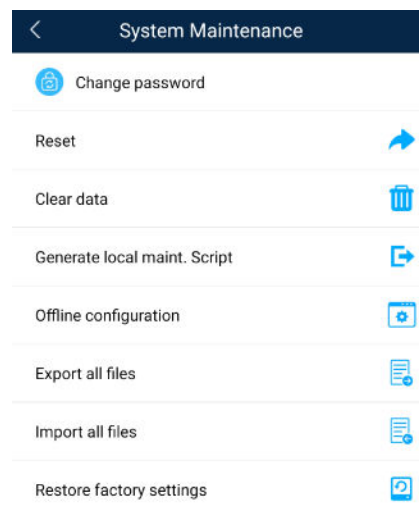 System Maintenance
Change password
Reset
Clear data
Generate local maint. Script
Offline configuration
Export all files
Import all files
Restore factory settings